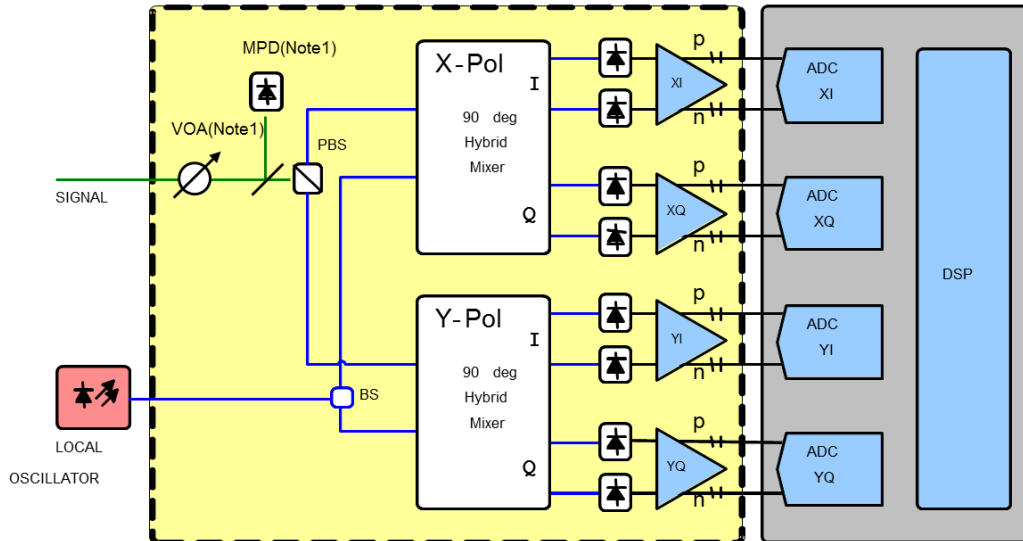 MPD(Note1)
VOA(Note1)
PBS
SIGNAL
X-Pol
I
90 deg
Hybrid
Mixer
Q
p
XI
n
p
XQ
n
ADC
XI
ADC
XQ
DSP
Y-Pol
I
90 deg
Hybrid
Mixer
Q
p
YI
n
p
YQ
n
ADC
YI
ADC
YQ
BS
LOCAL
OSCILLATOR